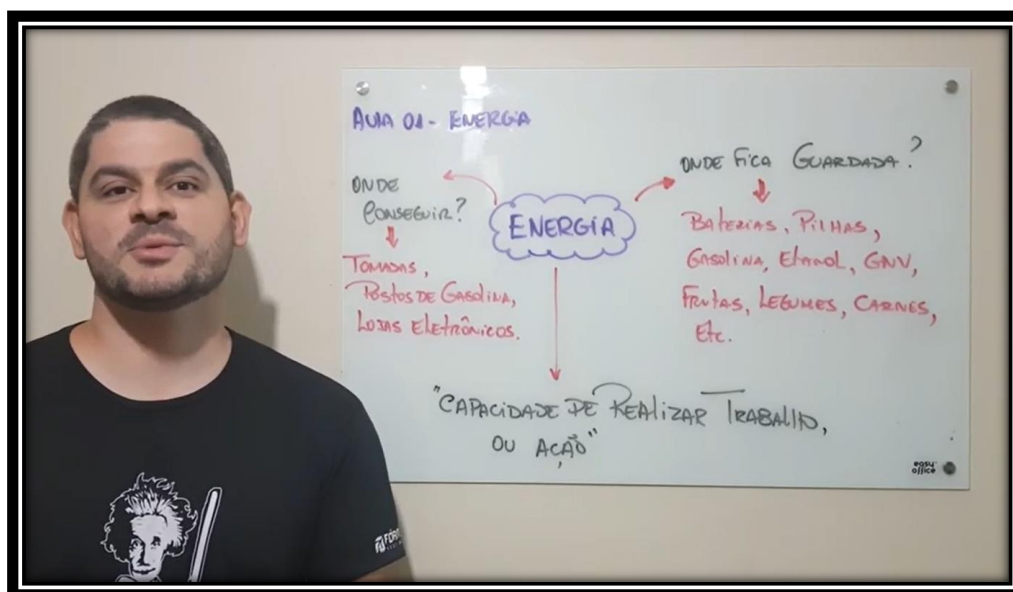 AULA 01 - ENERGIA
ONDE
CONSEGUIR?
TOMADAS,
POSTOS DE GASOLINA,
LOJAS ELETRÔNICOS.
ENERGIA
ONDE FICA GUARDADA?
BATERIAS, PILHAS,
GASOLINA, ETANOL, GNV,
FRUTAS, LEGUMES, CARNES,
Etc.
"CAPACIDADE DE REALIZAR TRABALHO,
OU AÇÃO"
easy
office